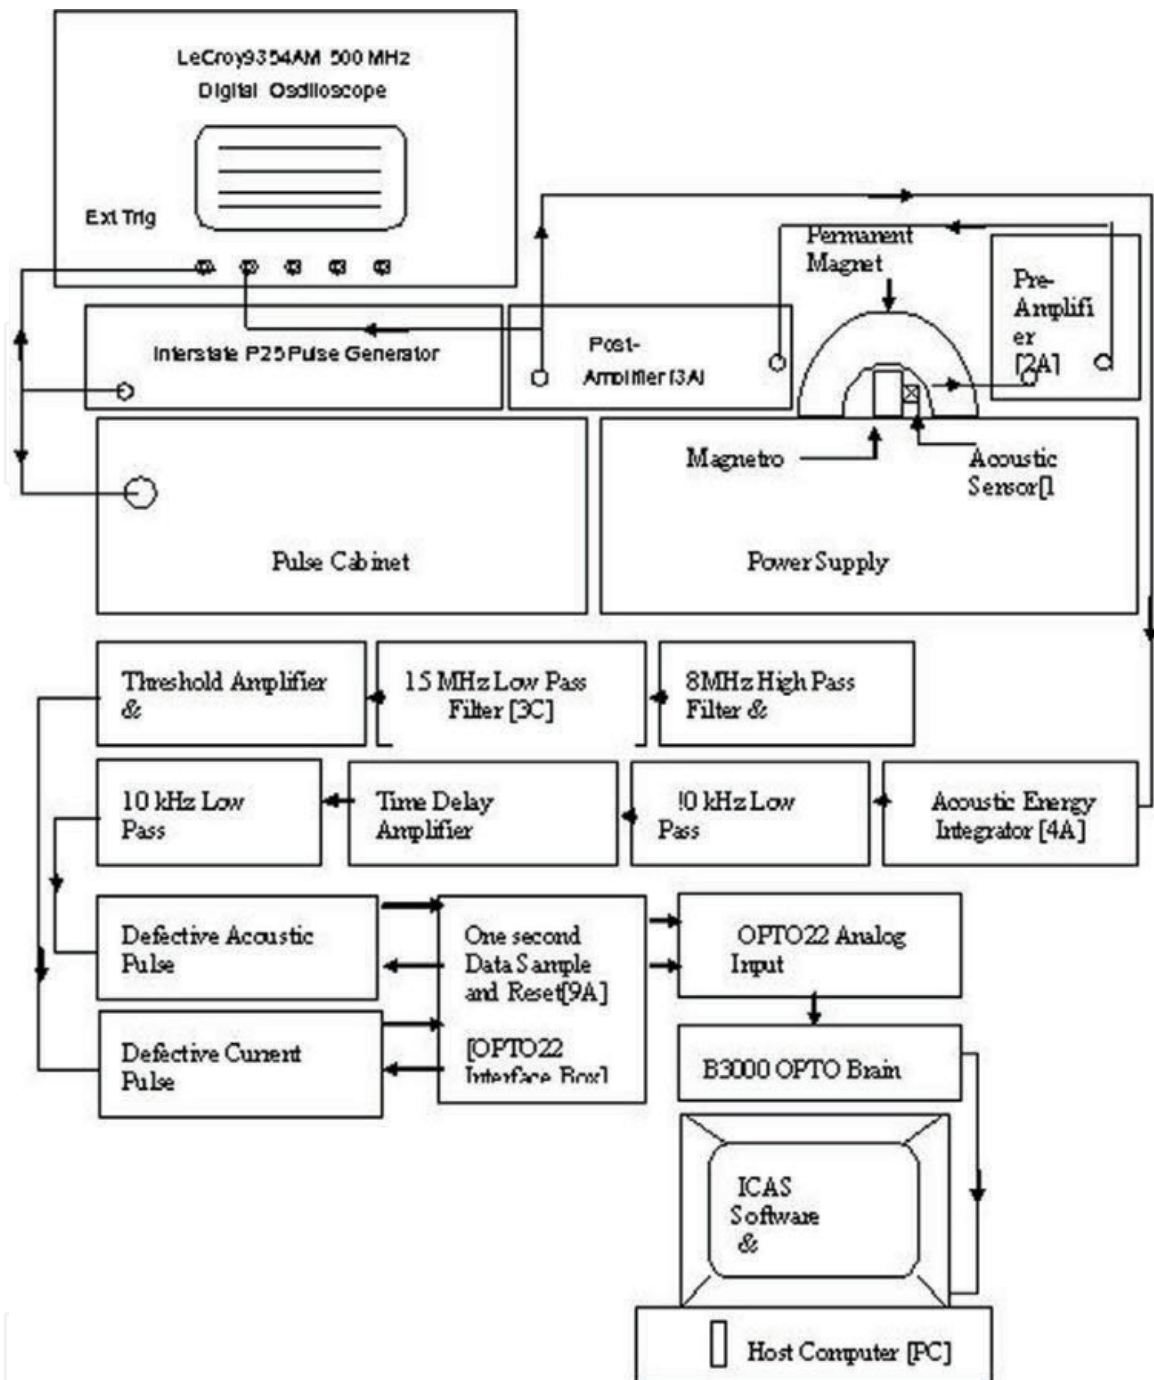 LeCroy9354AM 500 MHz
Digital Oscilloscope
Ext Trig
Permanent
Magnet
Pre-
Amplifi
er
[2A]
Interstate P25 Pulse Generator
Post-
Amplifier [3A]
Magnetro
Acoustic
Sensor[1
Pulse Cabinet
Power Supply
Threshold Amplifier
&
15 MHz Low Pass
Filter [3C]
8MHz High Pass
Filter &
10 kHz Low
Pass
Time Delay
Amplifier
!0 kHz Low
Pass
Acoustic Energy
Integrator [4A]
Defective Acoustic
Pulse
One second
Data Sample
and Reset[9A]
[OPTO22
Interface Box]
OPTO22 Analog
Input
Defective Current
Pulse
B3000 OPTO Brain
ICAS
Software
&
Host Computer [PC]